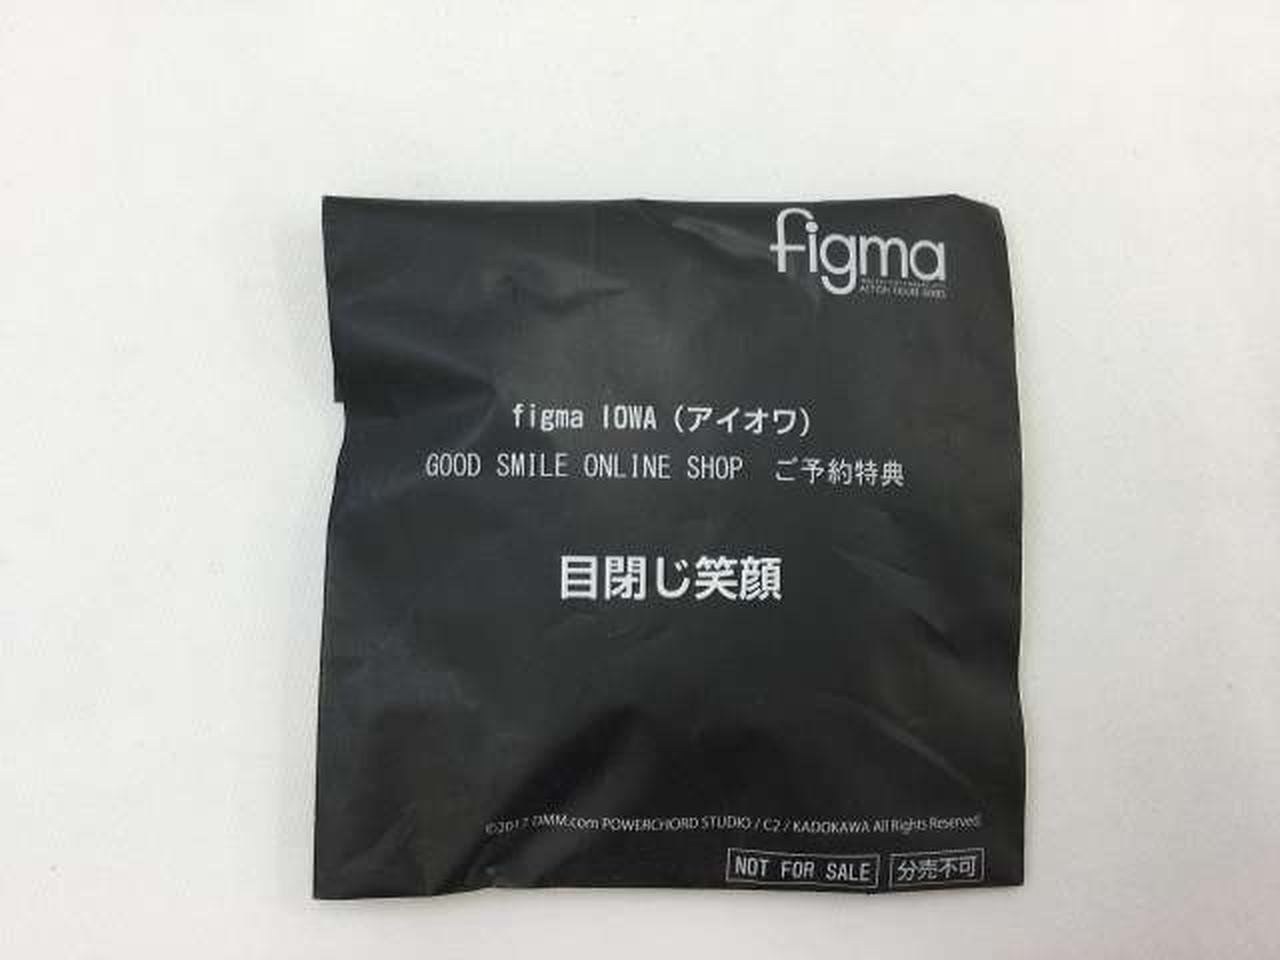 figma
figma IOWA (アイオワ)
GOOD SMILE ONLINE SHOP ご予約特典
目閉じ笑顔
©2017 DMM.com POWERCHORD STUDIO / C2 / KADOKAWA All Rights Reserved.
NOT FOR SALE 分売不可